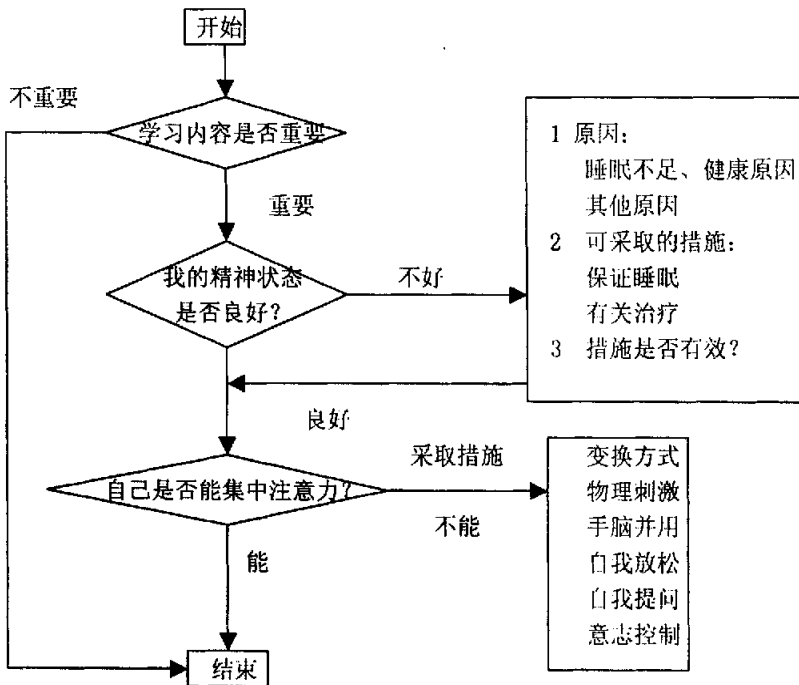 开始
不重要
学习内容是否重要
重要
我的精神状态
是否良好?
不好
1 原因:
睡眠不足、健康原因
其他原因
2 可采取的措施:
保证睡眠
有关治疗
3 措施是否有效?
良好
自己是否能集中注意力?
采取措施
不能
变换方式
物理刺激
手脑并用
自我放松
自我提问
意志控制
能
结束